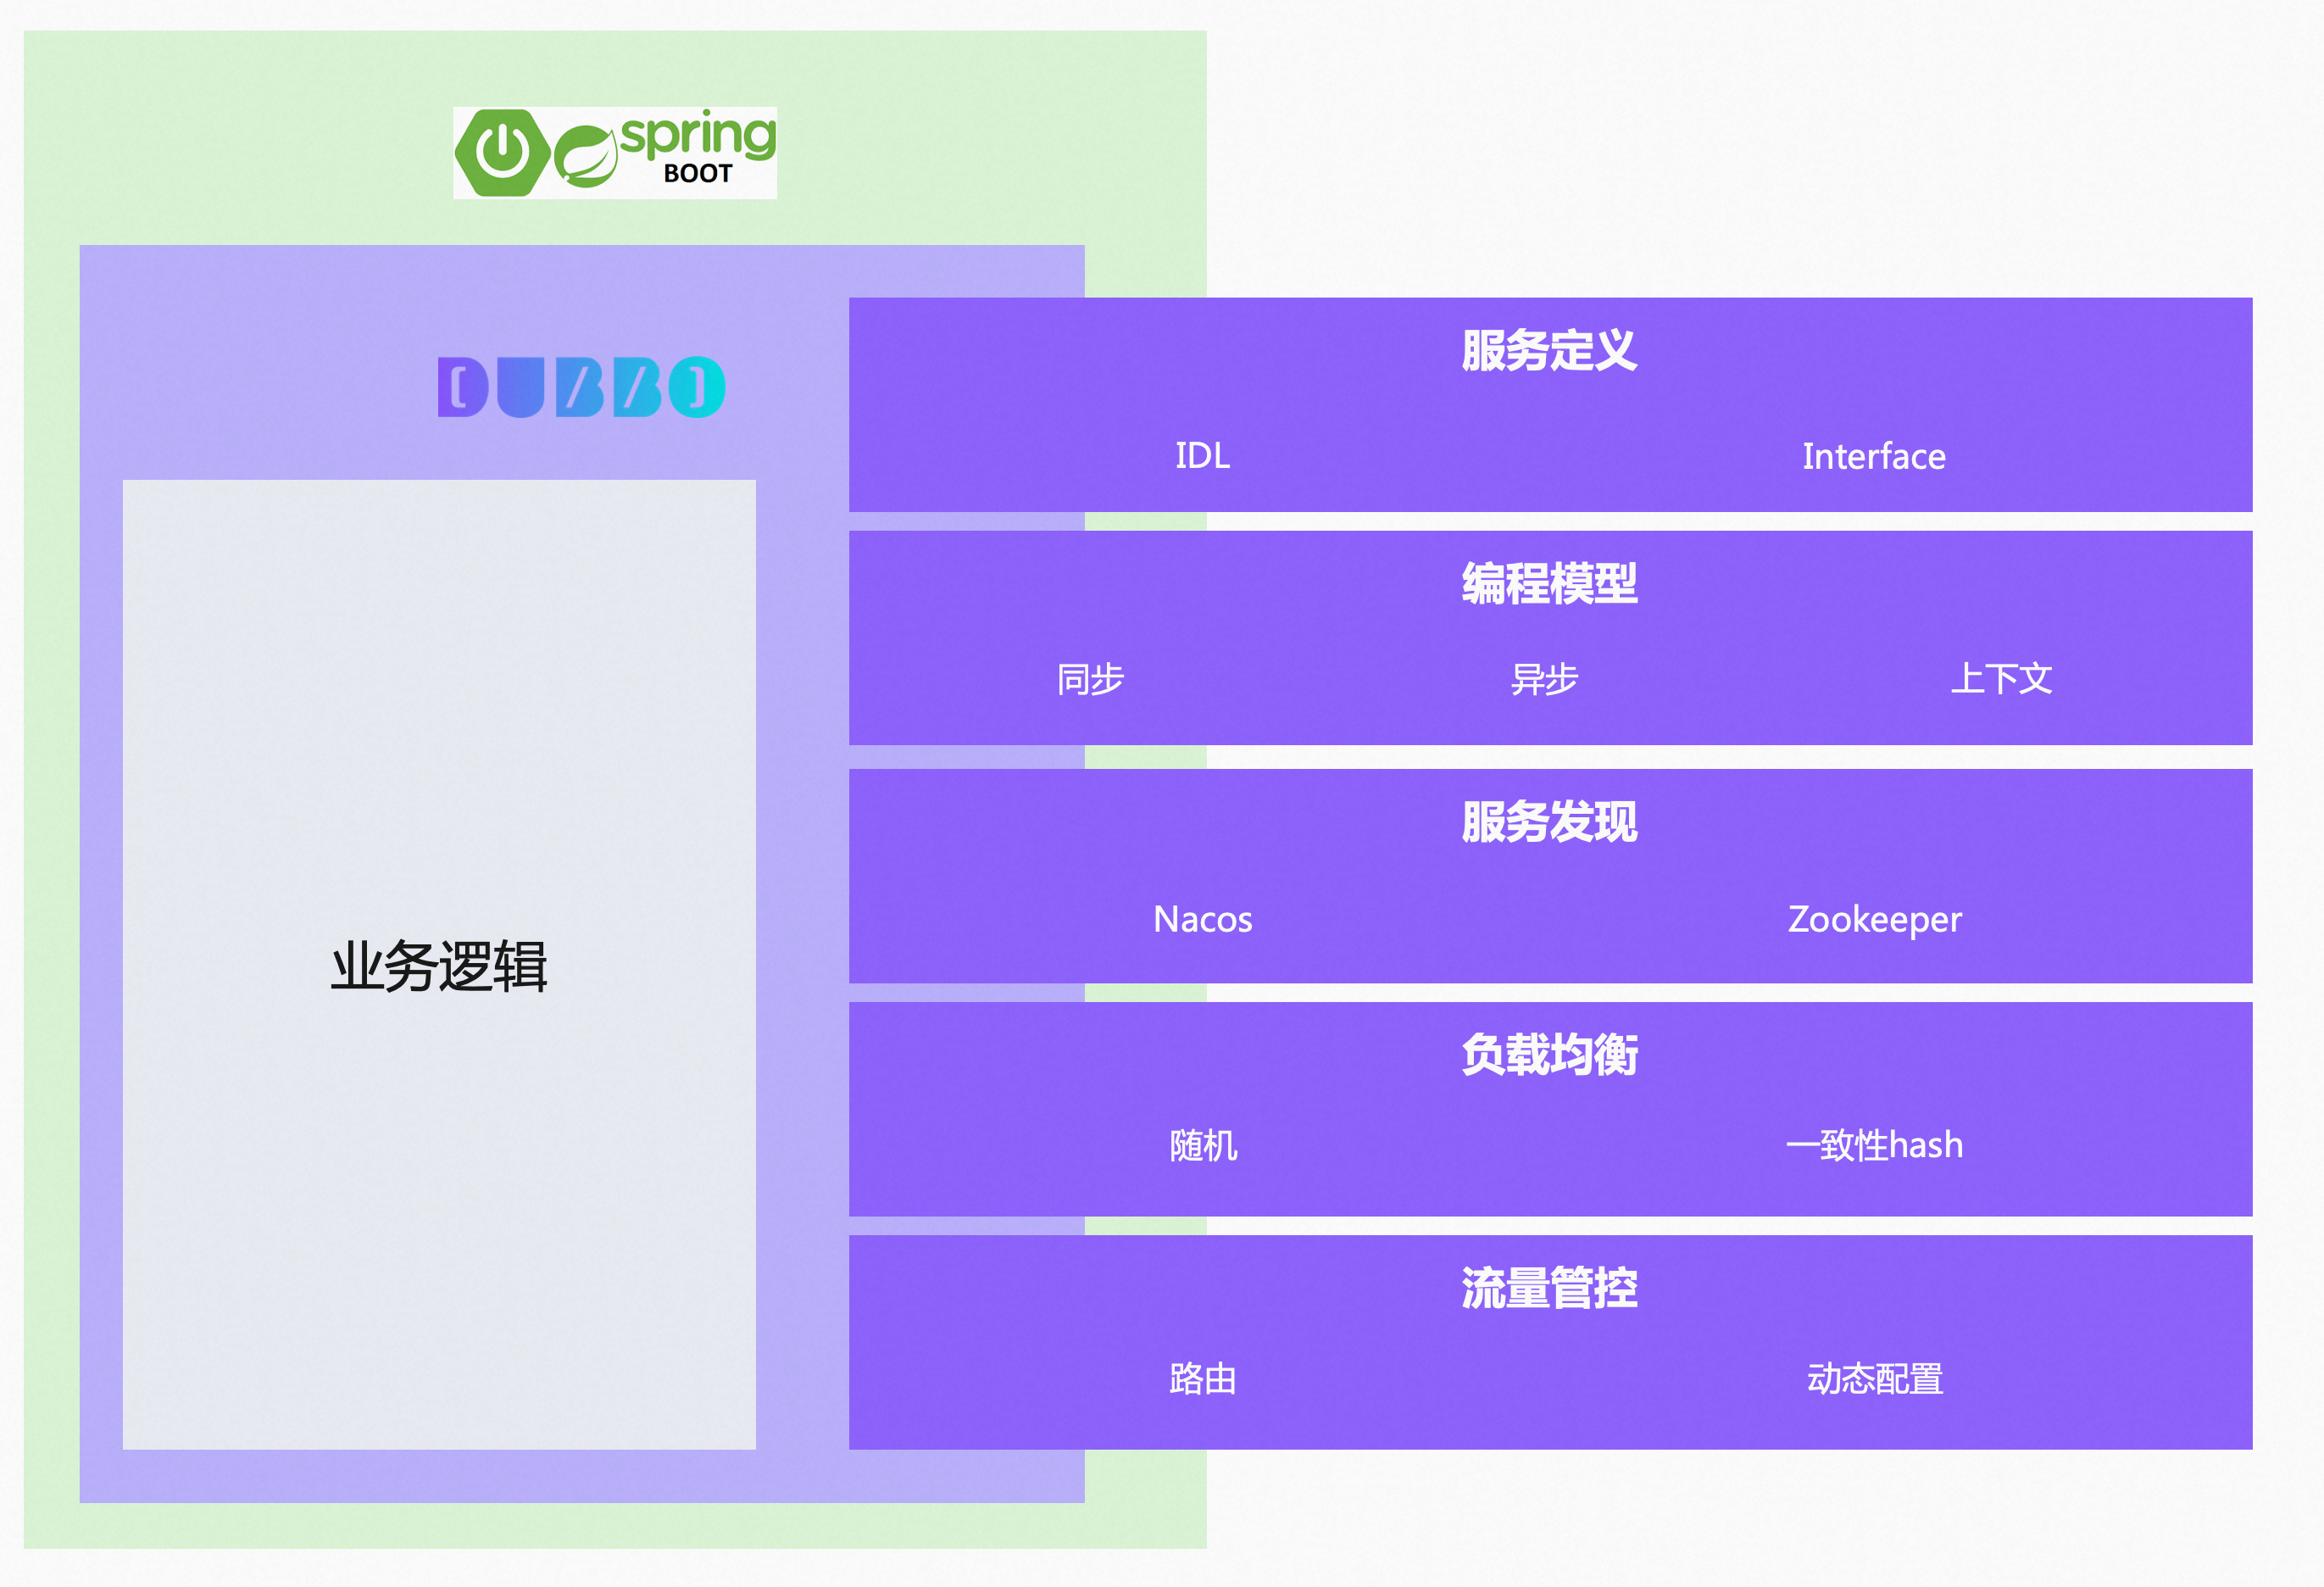 spring
BOOT
DUBBO
业务逻辑
服务定义
IDL
Interface
编程模型
同步
异步
上下文
服务发现
Nacos
Zookeeper
负载均衡
随机
一致性hash
流量管控
路由
动态配置